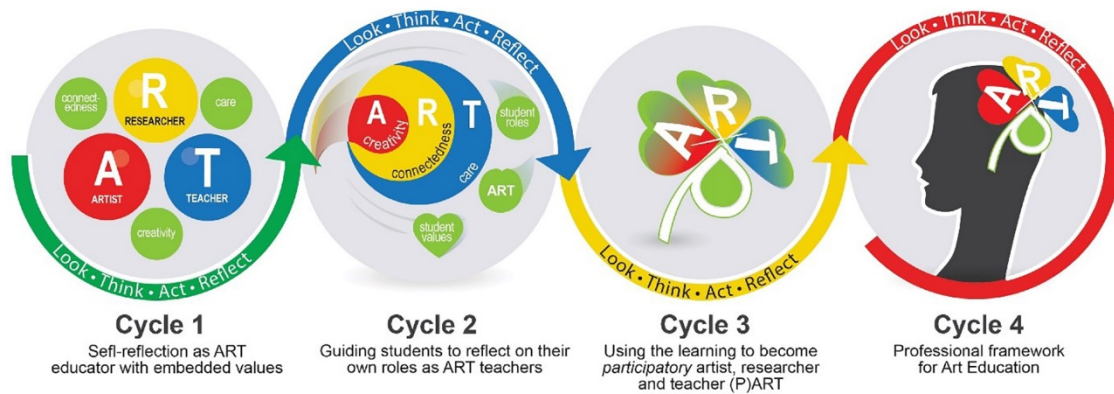 connect-
edness
R
RESEARCHER
care
A
ARTIST
T
TEACHER
creativity
Look • Think • Act • Reflect
Cycle 1
Sefl-reflection as ART
educator with embedded values
Look • Think • Act • Reflect
A R T
creativity
connectedness
care
student
roles
ART
student
values
Cycle 2
Guiding students to reflect on their
own roles as ART teachers
A R T
P
Look • Think • Act • Reflect
Cycle 3
Using the learning to become
participatory artist, researcher
and teacher (P)ART
Look • Think • Act • Reflect
A R T
P
Cycle 4
Professional framework
for Art Education